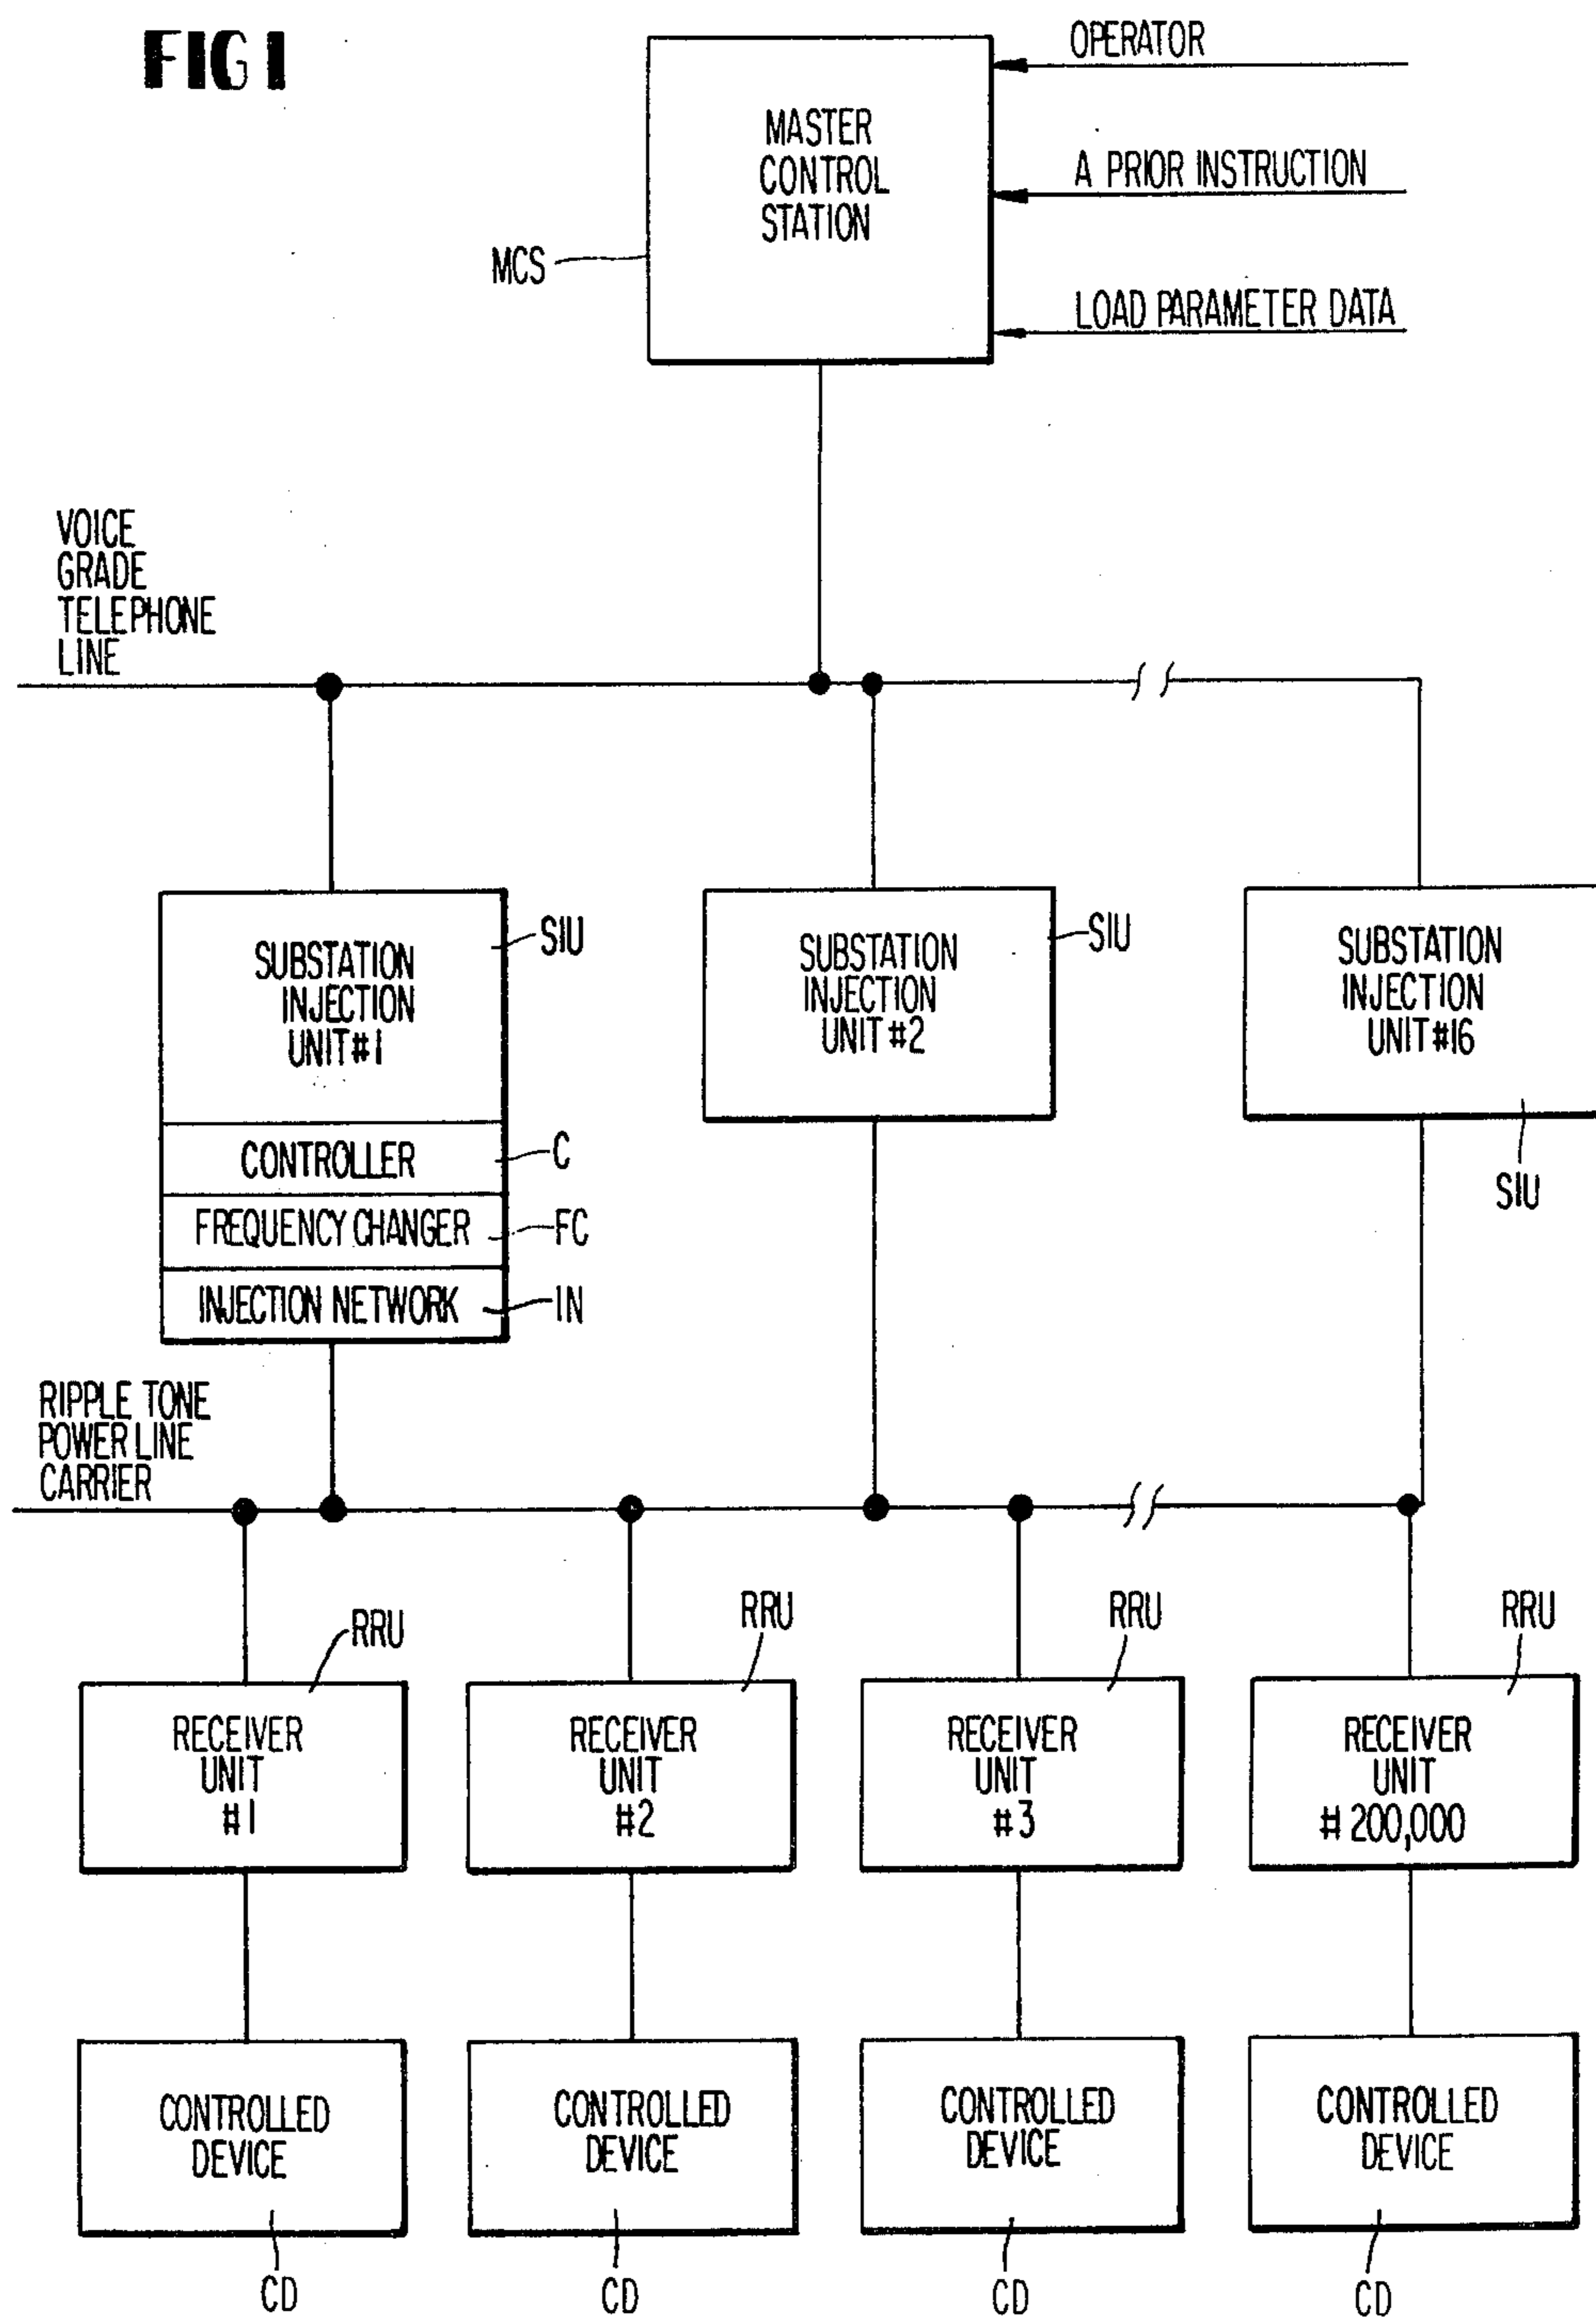 FIG 1
OPERATOR
MASTER
CONTROL
STATION
A PRIOR INSTRUCTION
MCS
LOAD PARAMETER DATA
VOICE
GRADE
TELEPHONE
LINE
SUBSTATION
INJECTION
UNIT #1
SIU
CONTROLLER
C
FREQUENCY CHANGER
FC
INJECTION NETWORK
IN
SUBSTATION
INJECTION
UNIT #2
SIU
SUBSTATION
INJECTION
UNIT #16
SIU
RIPPLE TONE
POWER LINE
CARRIER
RRU
RRU
RRU
RRU
RECEIVER
UNIT
#1
RECEIVER
UNIT
#2
RECEIVER
UNIT
#3
RECEIVER
UNIT
# 200,000
CONTROLLED
DEVICE
CONTROLLED
DEVICE
CONTROLLED
DEVICE
CONTROLLED
DEVICE
CD
CD
CD
CD